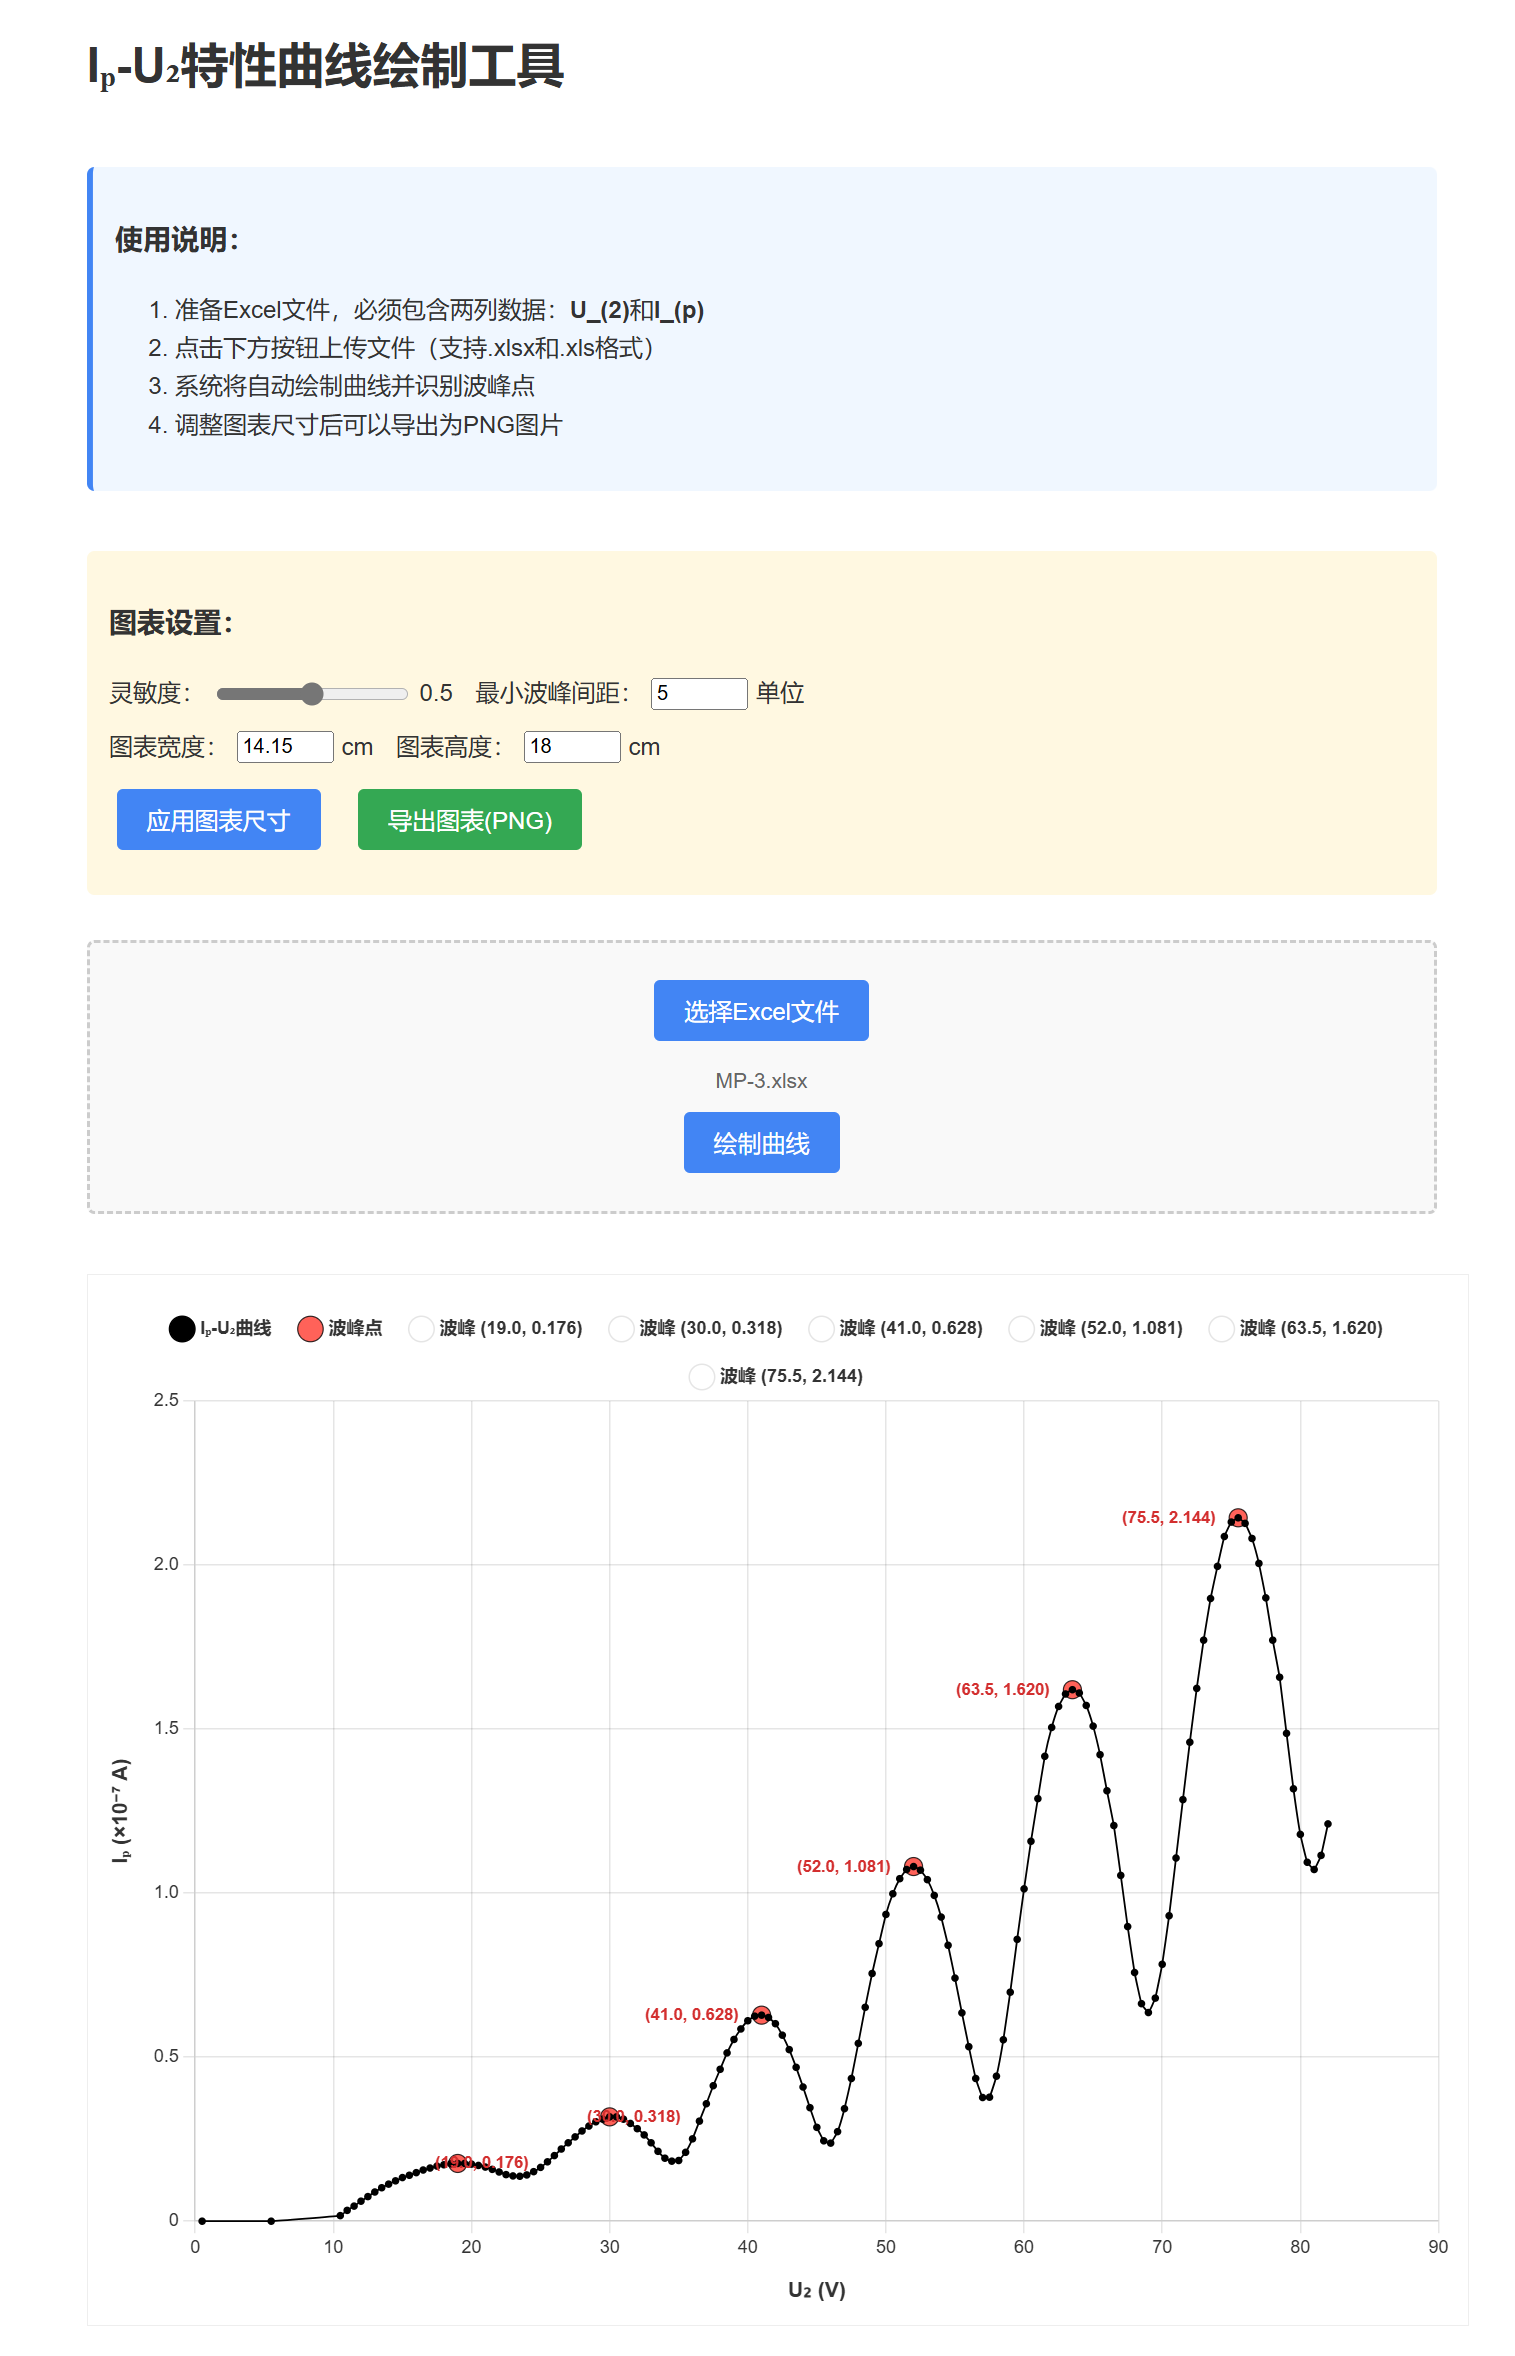 Iₚ-U₂特性曲线绘制工具
使用说明：
1. 准备Excel文件，必须包含两列数据：U_(2)和I_(p)
2. 点击下方按钮上传文件（支持.xlsx和.xls格式）
3. 系统将自动绘制曲线并识别波峰点
4. 调整图表尺寸后可以导出为PNG图片
图表设置：
灵敏度： 0.5 最小波峰间距： 5 单位
图表宽度： 14.15 cm 图表高度： 18 cm
应用图表尺寸 导出图表(PNG)
选择Excel文件
MP-3.xlsx
绘制曲线
Iₚ-U₂曲线 波峰点 波峰 (19.0, 0.176) 波峰 (30.0, 0.318) 波峰 (41.0, 0.628) 波峰 (52.0, 1.081) 波峰 (63.5, 1.620)
波峰 (75.5, 2.144)
2.5
(75.5, 2.144)
2.0
(63.5, 1.620)
1.5
Iₚ (×10⁻⁷ A)
(52.0, 1.081)
1.0
(41.0, 0.628)
0.5
(30.0, 0.318)
(19.0, 0.176)
0
0 10 20 30 40 50 60 70 80 90
U₂ (V)